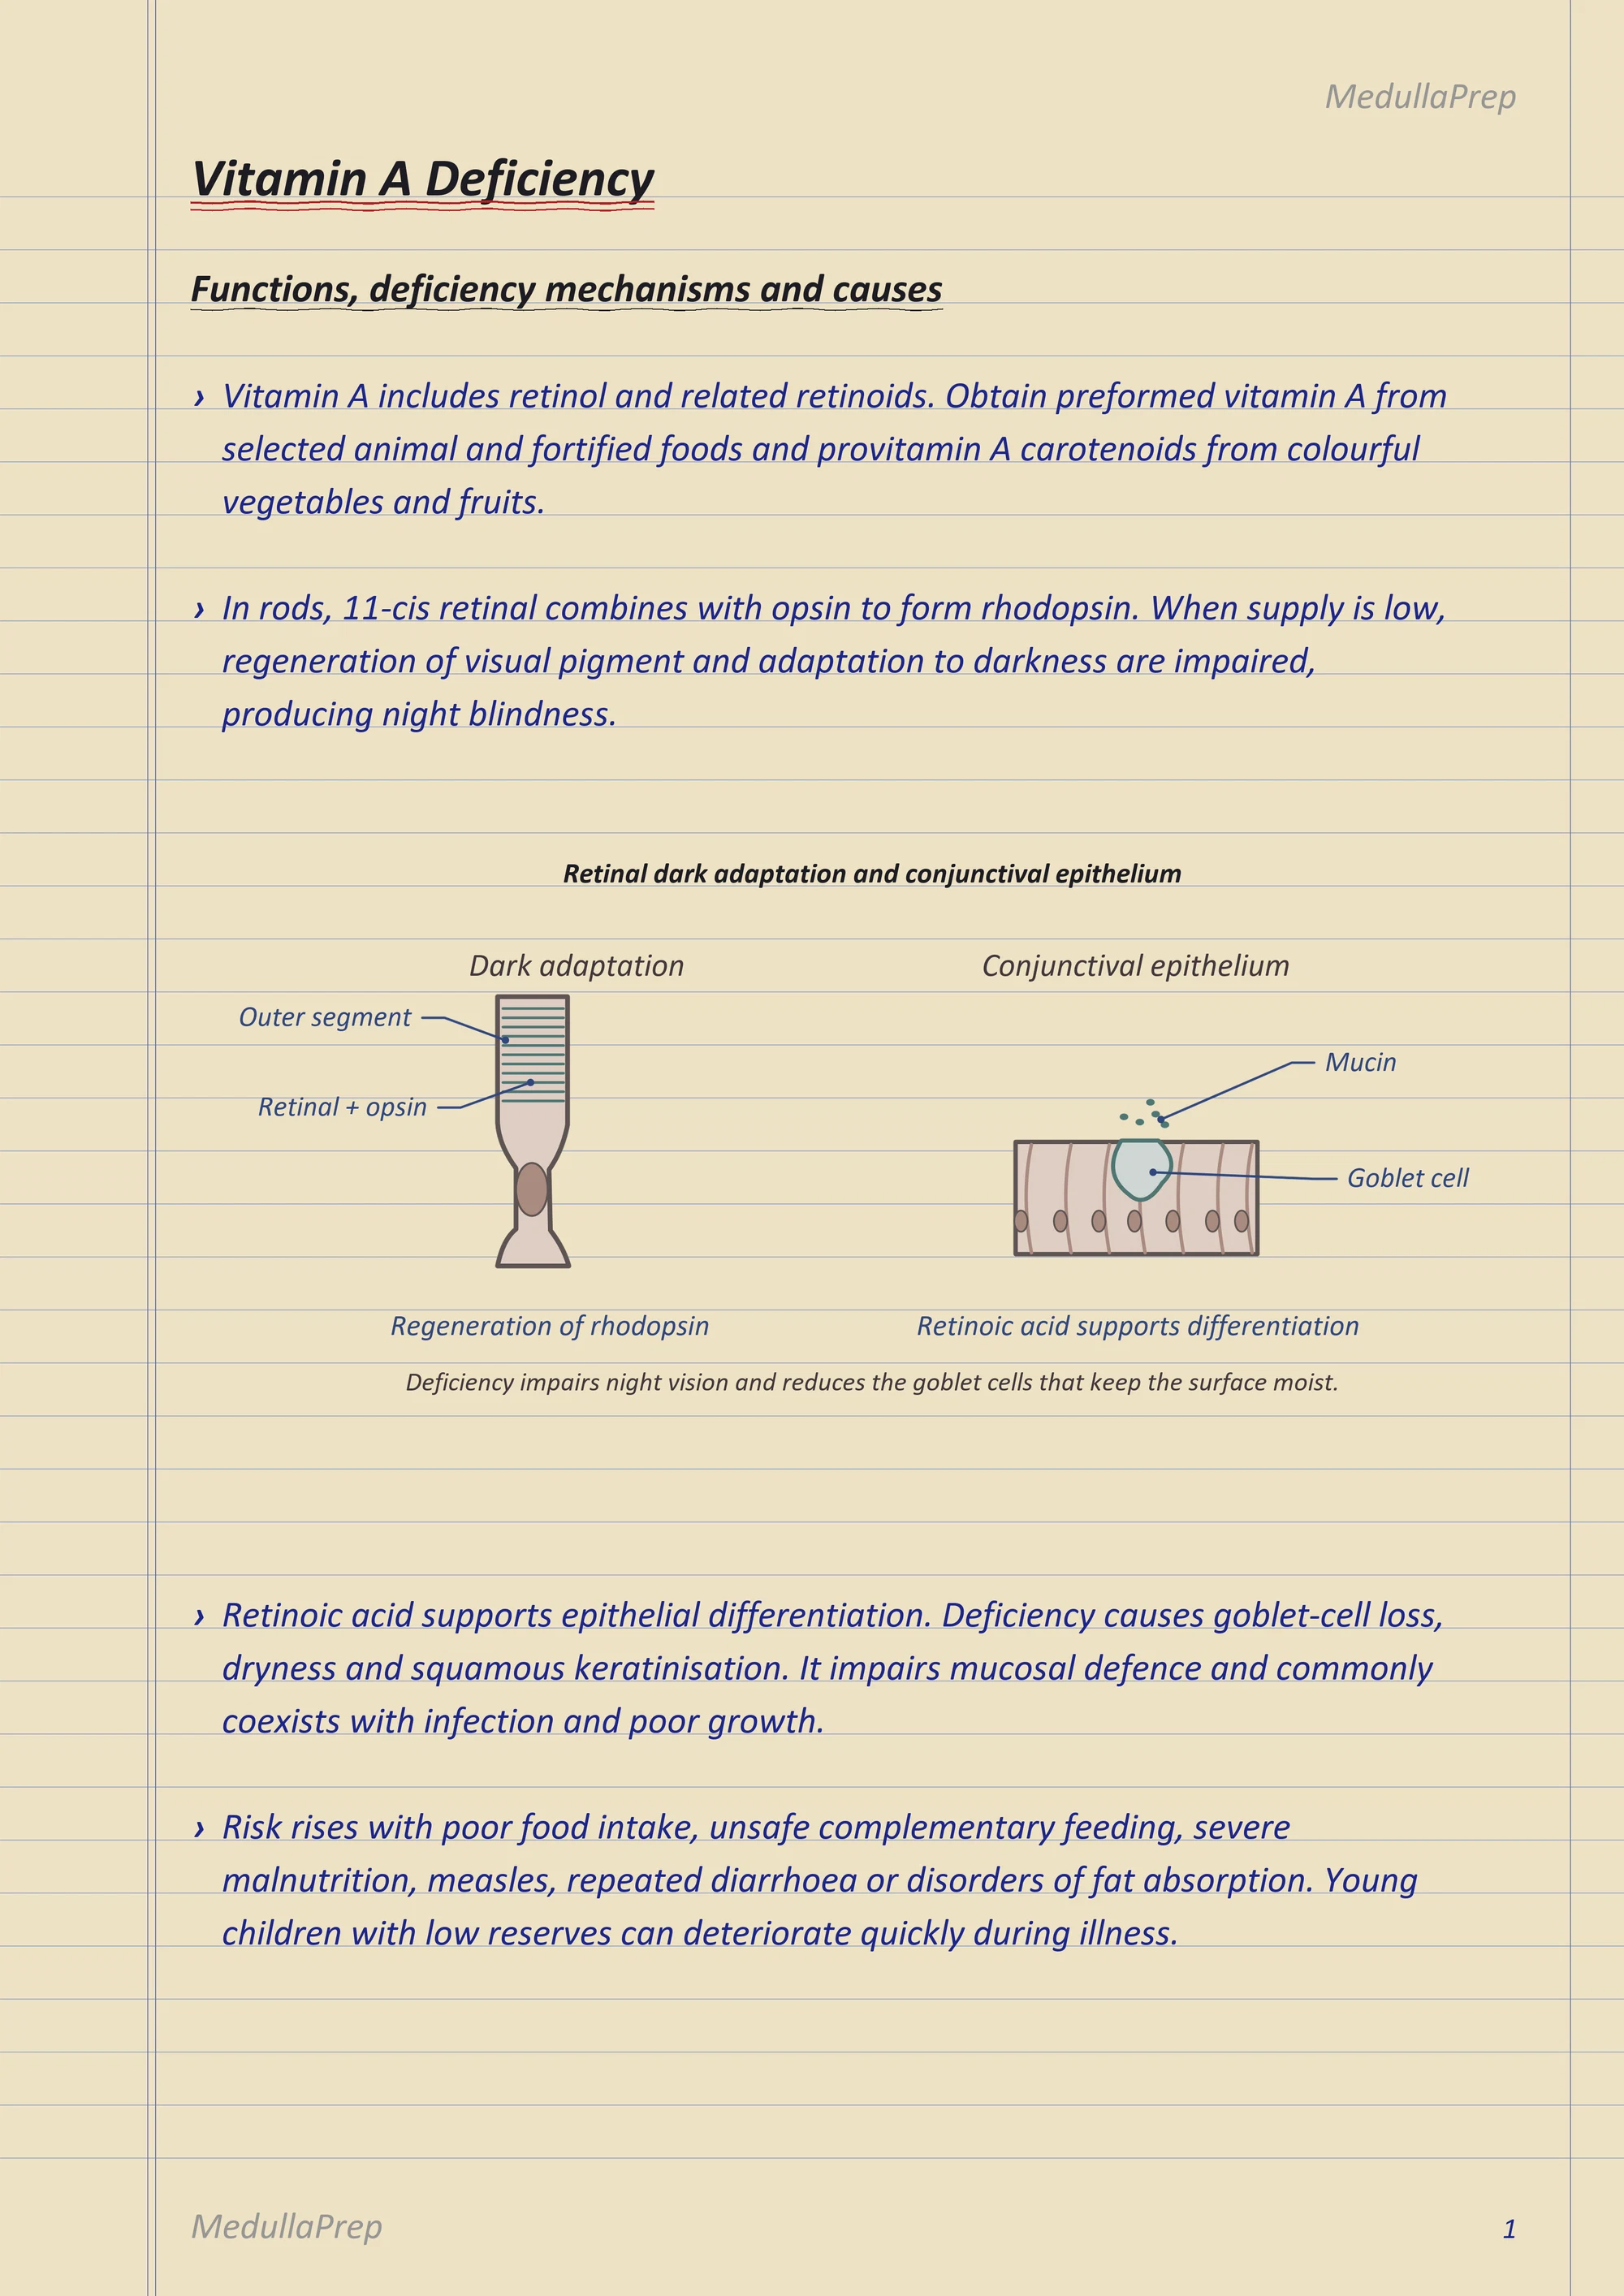 MedullaPrep
Vitamin A Deficiency
Functions, deficiency mechanisms and causes
› Vitamin A includes retinol and related retinoids. Obtain preformed vitamin A from
selected animal and fortified foods and provitamin A carotenoids from colourful
vegetables and fruits.
› In rods, 11-cis retinal combines with opsin to form rhodopsin. When supply is low,
regeneration of visual pigment and adaptation to darkness are impaired,
producing night blindness.
Retinal dark adaptation and conjunctival epithelium
Dark adaptation
Outer segment
Retinal + opsin
Regeneration of rhodopsin
Conjunctival epithelium
Mucin
Goblet cell
Retinoic acid supports differentiation
Deficiency impairs night vision and reduces the goblet cells that keep the surface moist.
› Retinoic acid supports epithelial differentiation. Deficiency causes goblet-cell loss,
dryness and squamous keratinisation. It impairs mucosal defence and commonly
coexists with infection and poor growth.
› Risk rises with poor food intake, unsafe complementary feeding, severe
malnutrition, measles, repeated diarrhoea or disorders of fat absorption. Young
children with low reserves can deteriorate quickly during illness.
MedullaPrep
1